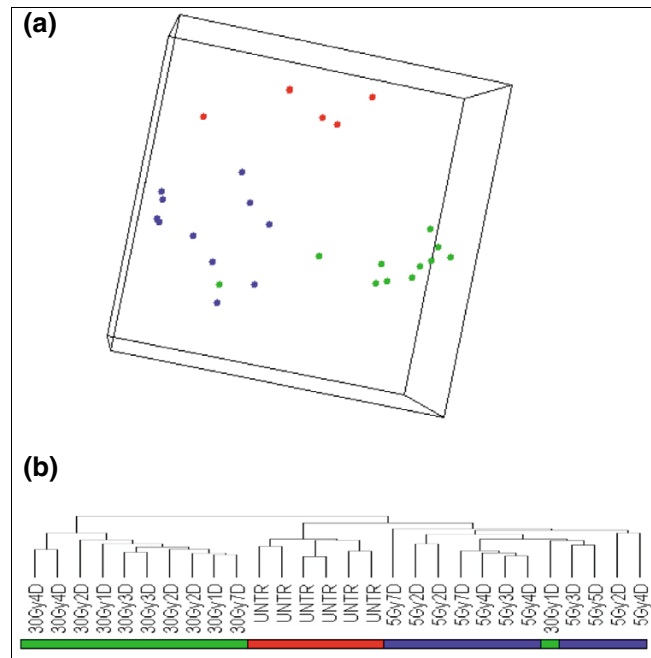 (a)
(b)
30Gy4D
30Gy4D
30Gy2D
30Gy1D
30Gy3D
30Gy3D
30Gy2D
30Gy2D
30Gy1D
30Gy7D
UNTR
UNTR
UNTR
UNTR
UNTR
UNTR
5Gy7D
5Gy2D
5Gy2D
5Gy7D
5Gy4D
5Gy3D
5Gy4D
30Gy1D
5Gy3D
5Gy5D
5Gy2D
5Gy4D